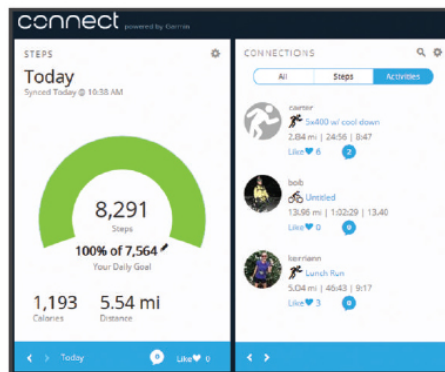 connect powered by Garmin
STEPS
Today
Synced Today @ 10:38 AM
8,291
Steps
100% of 7,564
Your Daily Goal
1,193
Calories
5.54 mi
Distance
Today
0
Like 0
CONNECTIONS
All
Steps
Activities
carter
5x400 w/ cool down
2.84 mi | 24:56 | 8:47
Like 6
2
bob
Untitled
13.96 mi | 1:02:29 | 13.40
Like 0
0
kerriann
Lunch Run
5.04 mi | 46:43 | 9:17
Like 3
0